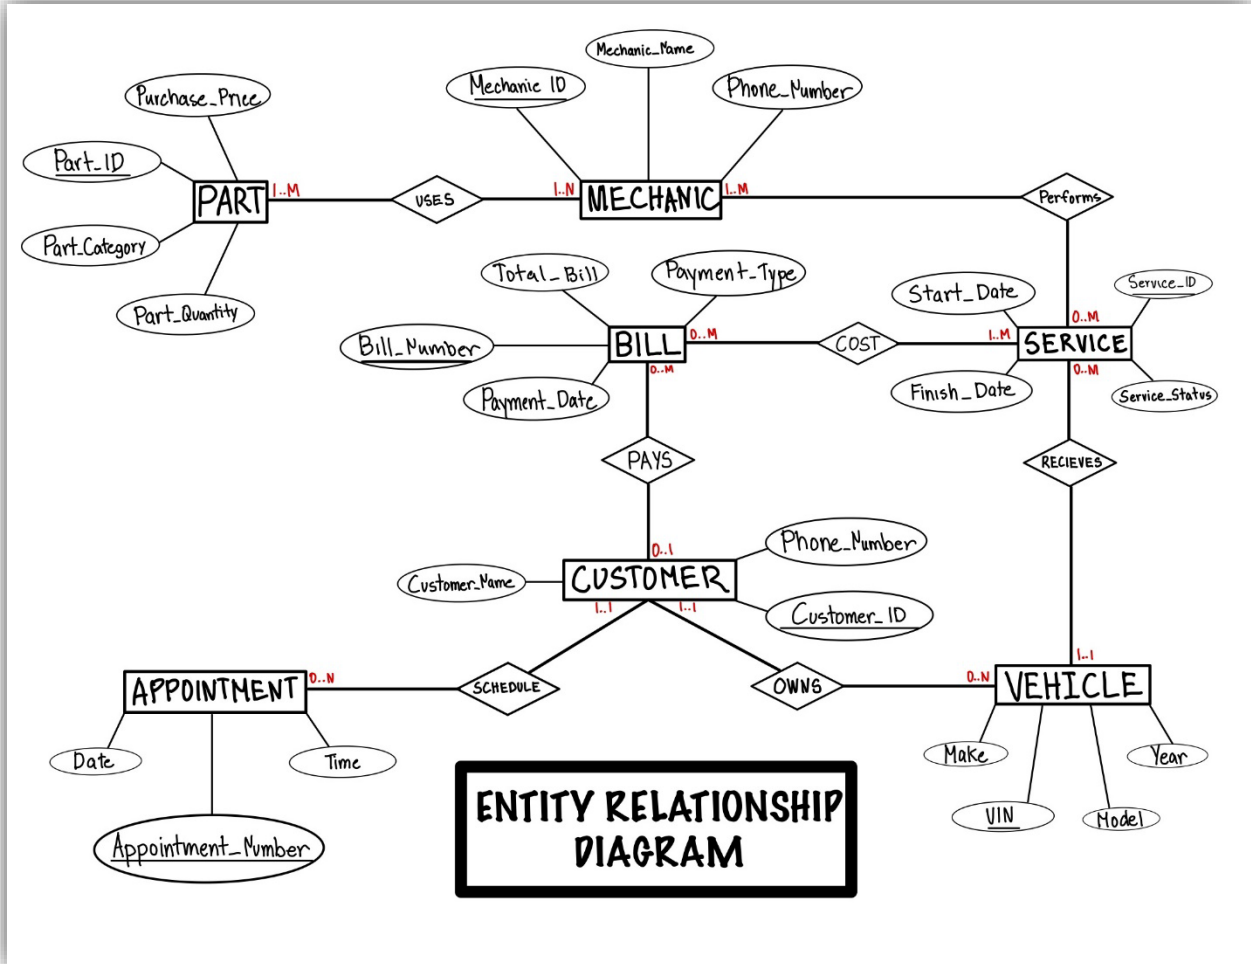 Mechanic_Name
Purchase_Price
Mechanic ID
Phone_Number
Part_ID
PART
1..M
USES
1..N
MECHANIC
1..M
Performs
Part_Category
Part_Quantity
Total_Bill
Payment_Type
Start_Date
Service_ID
Bill_Number
BILL
0..M
COST
1..M
0..M
SERVICE
0..M
0..M
Payment_Date
Finish_Date
Service_Status
PAYS
RECIEVES
0..1
Phone_Number
Customer_Name
CUSTOMER
1..1
1..1
Customer_ID
APPOINTMENT
0..N
SCHEDULE
OWNS
0..N
1..1
VEHICLE
Date
Time
Make
Year
VIN
Model
Appointment_Number
ENTITY RELATIONSHIP
DIAGRAM